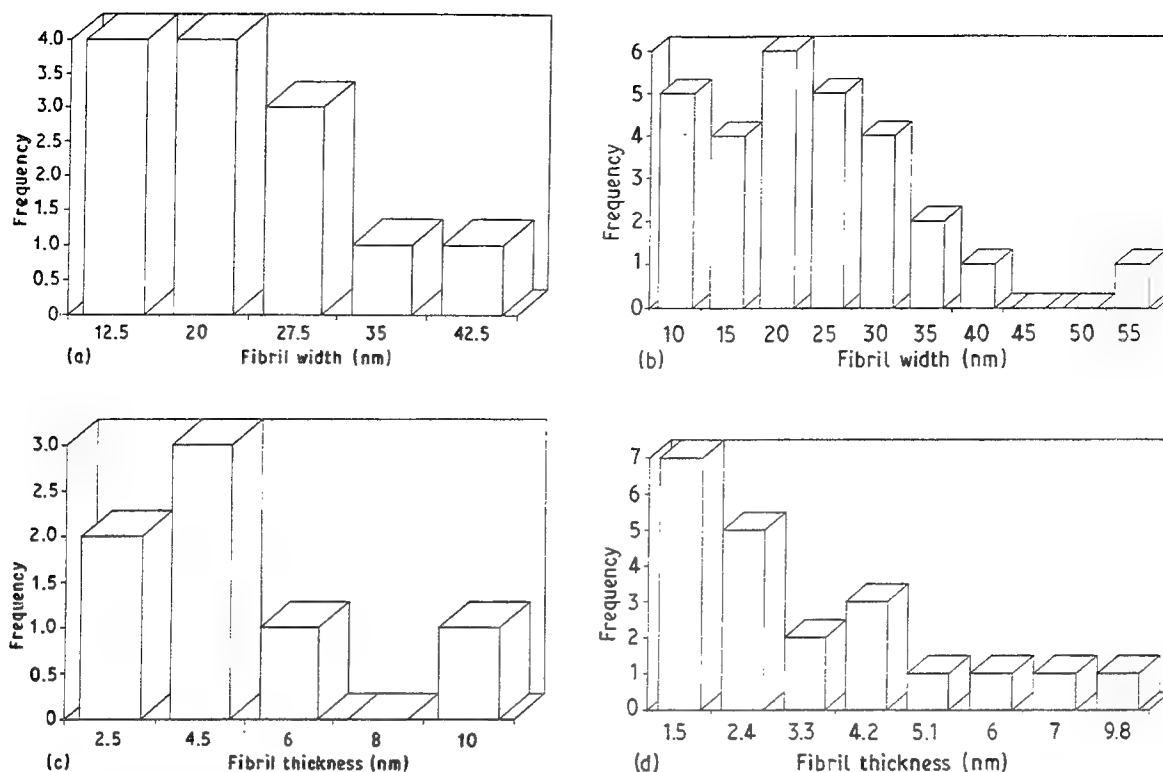 4.0
3.5
3.0
2.5
2.0
1.5
1.0
0.5
0
Frequency
12.5 20 27.5 35 42.5
(a) Fibril width (nm)
6
5
4
3
2
1
0
Frequency
10 15 20 25 30 35 40 45 50 55
(b) Fibril width (nm)
3.0
2.5
2.0
1.5
1.0
0.5
0
Frequency
2.5 4.5 6 8 10
(c) Fibril thickness (nm)
7
6
5
4
3
2
1
0
Frequency
1.5 2.4 3.3 4.2 5.1 6 7 9.8
(d) Fibril thickness (nm)